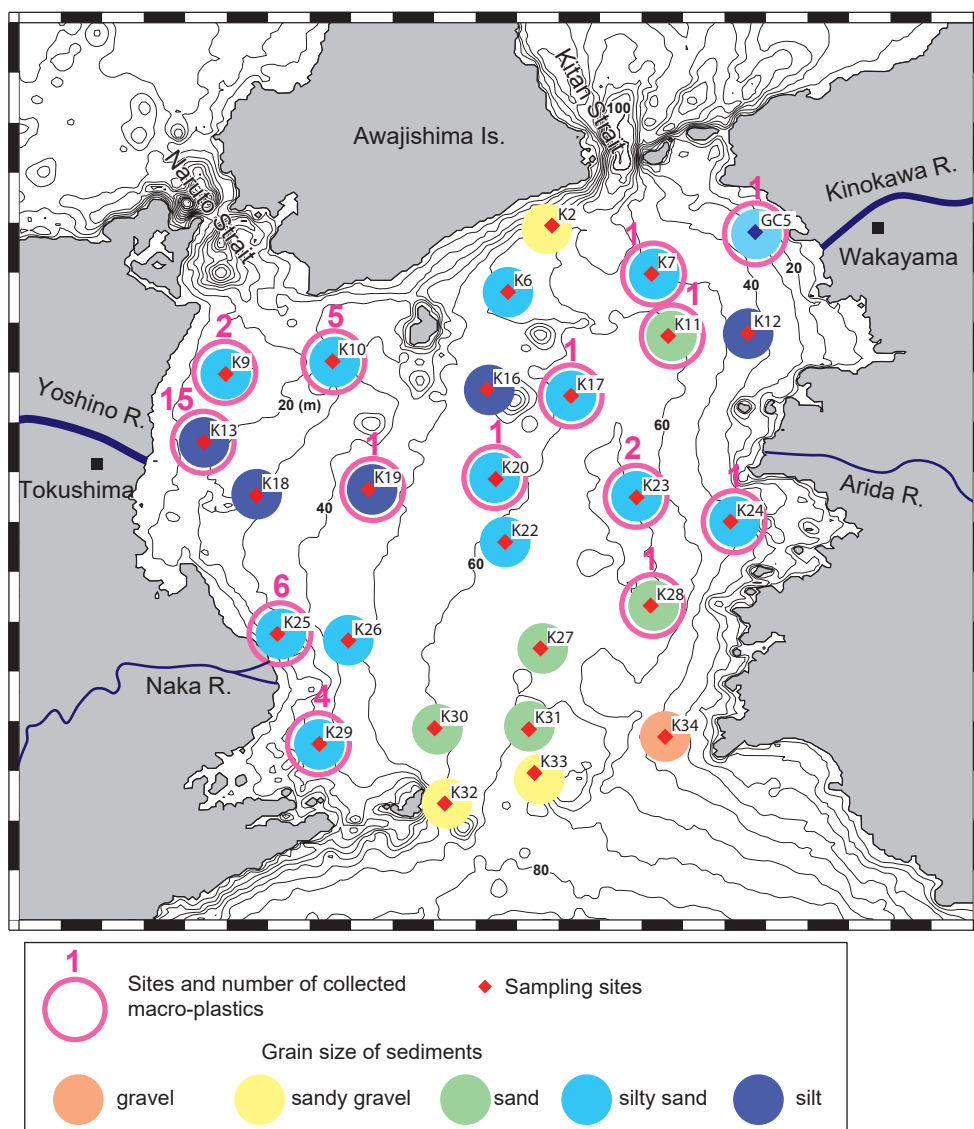 Kitan Strait
100
Awajishima Is.
Naruto Strait
Kinokawa R.
1
GC5
Wakayama
K2
20
1
K7
40
K6
1
K11
K12
5
K10
2
K9
K16
1
K17
20 (m)
Yoshino R.
15
K13
60
1
K19
1
K20
2
K23
Tokushima
K18
Arida R.
1
K24
40
K22
60
1
K28
6
K25
K26
K27
Naka R.
4
K29
K30
K31
K34
K33
K32
80
1
Sites and number of collected
macro-plastics
Sampling sites
Grain size of sediments
gravel
sandy gravel
sand
silty sand
silt